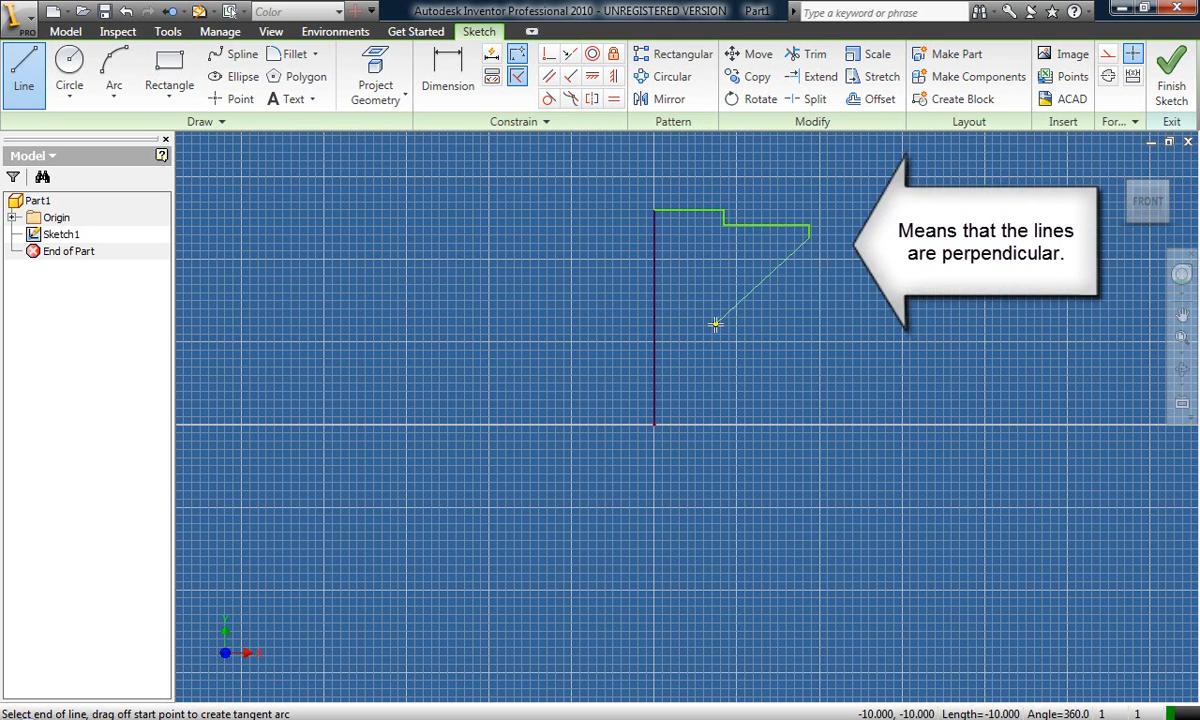 Color
Autodesk Inventor Professional 2010 - UNREGISTERED VERSION Part1
Type a keyword or phrase
PRO
Model Inspect Tools Manage View Environments Get Started Sketch
Line
Circle
Arc
Rectangle
Spline
Fillet
Ellipse
Polygon
Point
Text
Project
Geometry
Dimension
Rectangular
Circular
Mirror
Move
Trim
Scale
Copy
Extend
Stretch
Rotate
Split
Offset
Make Part
Make Components
Create Block
Image
Points
ACAD
Finish
Sketch
Draw Constrain Pattern Modify Layout Insert For... Exit
Model
Part1
Origin
Sketch1
End of Part
FRONT
Means that the lines
are perpendicular.
Y
X
Select end of line, drag off start point to create tangent arc
-10.000, -10.000 Length=-10.000 Angle=360.0 1 1